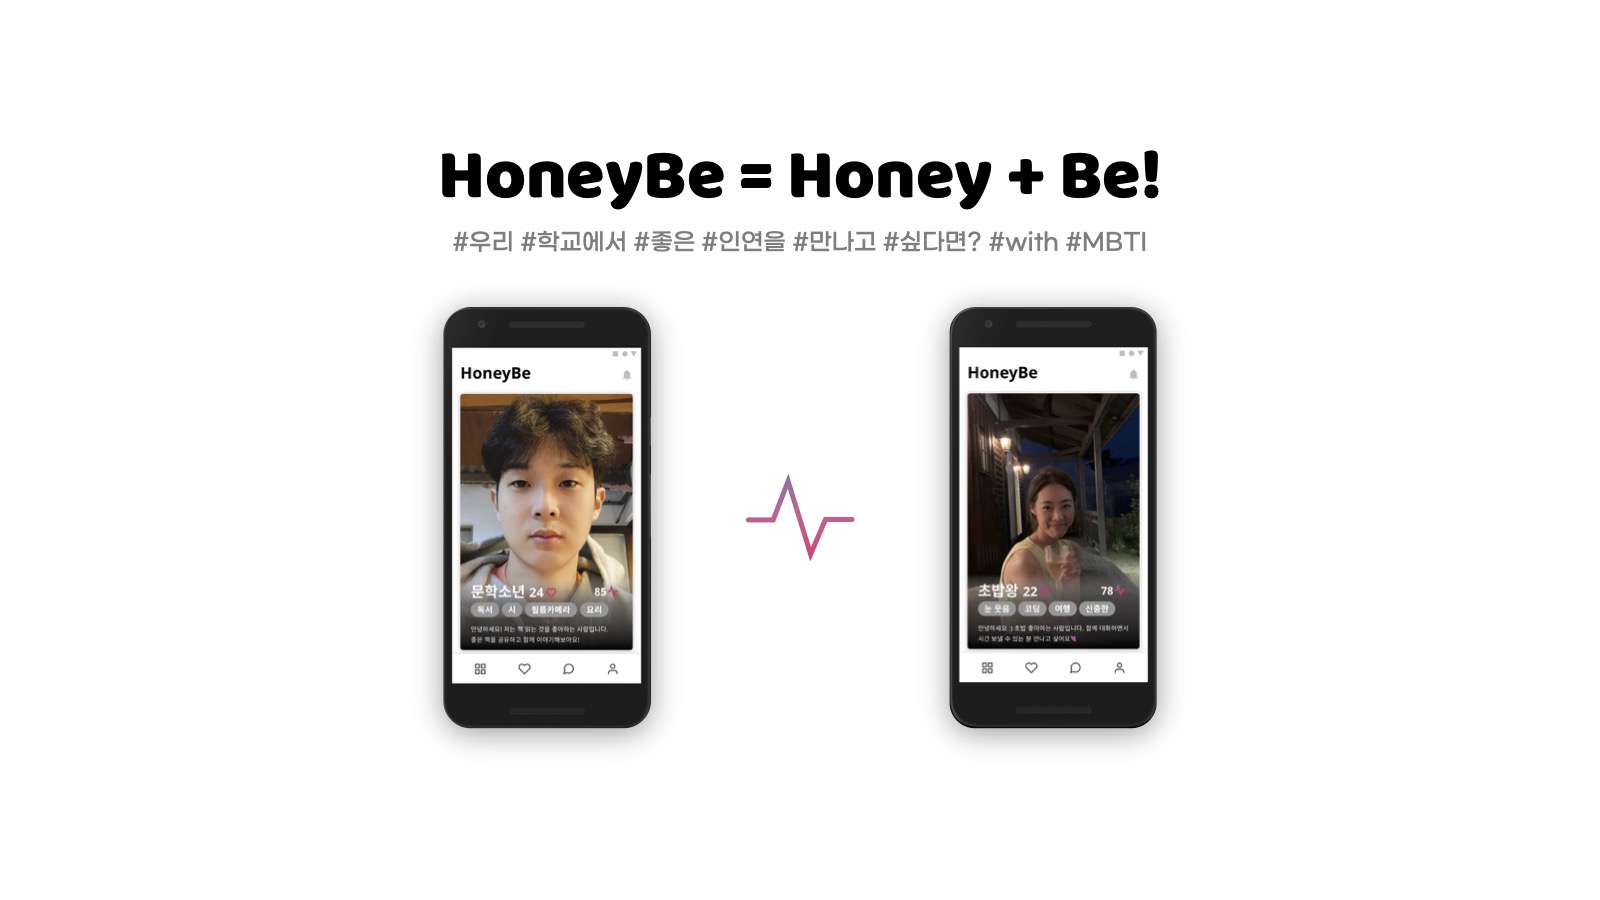 HoneyBe = Honey + Be!
#우리 #학교에서 #좋은 #인연을 #만나고 #싶다면? #with #MBTI
HoneyBe
문학소년 24 85
독서 시 필름카메라 요리
안녕하세요! 저는 책 읽는 것을 좋아하는 사람입니다.
좋은 책을 공유하고 함께 이야기해보아요!
HoneyBe
초밥왕 22 78
눈 웃음 코딩 여행 신중한
안녕하세요 :) 초밥 좋아하는 사람입니다. 함께 대화하면서
시간 보낼 수 있는 분 만나고 싶어요